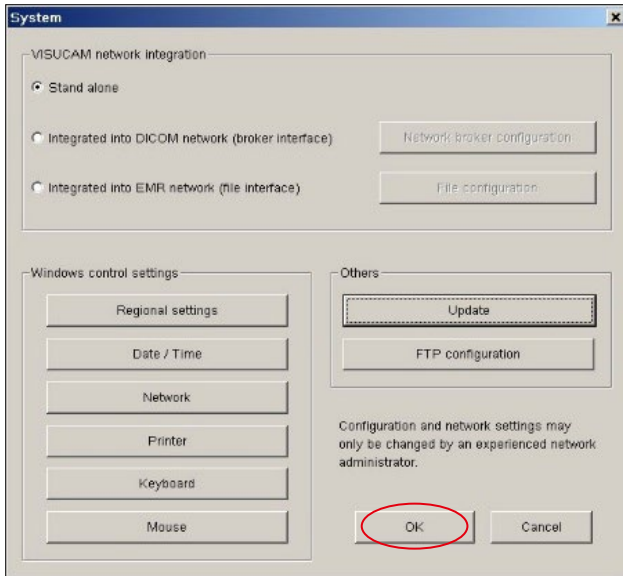 System
VISUCAM network integration
Stand alone
Integrated into DICOM network (broker interface)
Network broker configuration
Integrated into EMR network (file interface)
File configuration
Windows control settings
Regional settings
Date / Time
Network
Printer
Keyboard
Mouse
Others
Update
FTP configuration
Configuration and network settings may
only be changed by an experienced network
administrator.
OK
Cancel